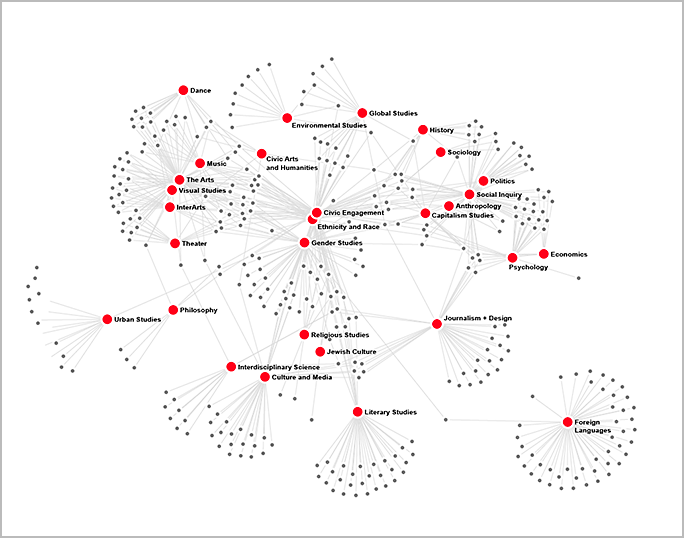 Dance
Global Studies
Environmental Studies
History
Civic Arts
and Humanities
Sociology
Music
The Arts
Politics
Visual Studies
Social Inquiry
InterArts
Anthropology
Civic Engagement
Capitalism Studies
Ethnicity and Race
Theater
Gender Studies
Economics
Psychology
Philosophy
Urban Studies
Journalism + Design
Religious Studies
Jewish Culture
Interdisciplinary Science
Culture and Media
Literary Studies
Foreign
Languages